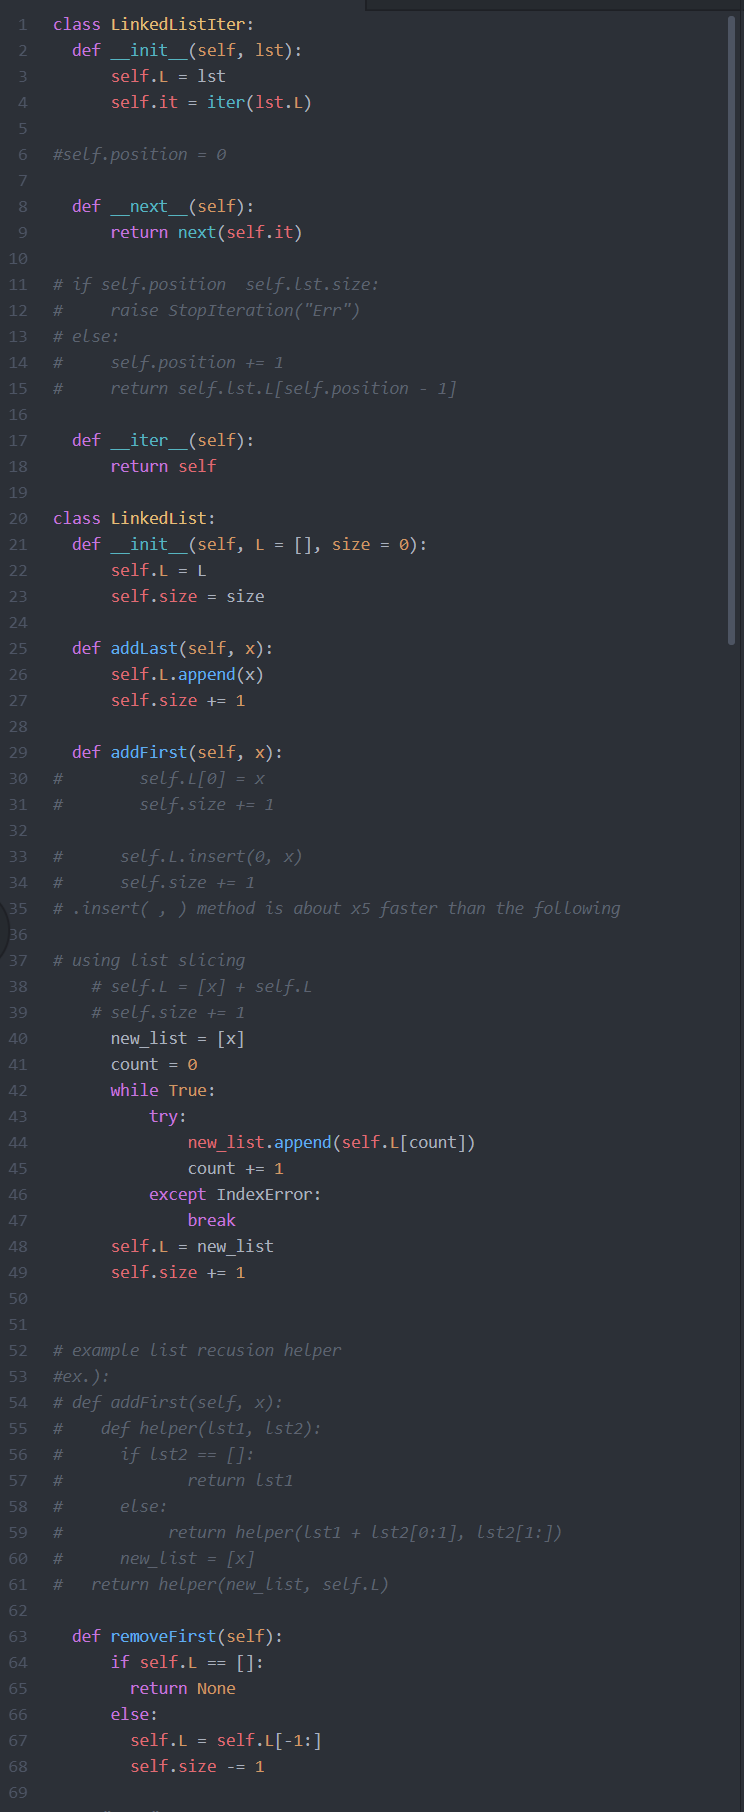 1 class LinkedListIter:
2 def __init__(self, lst):
3 self.L = lst
4 self.it = iter(lst.L)
5
6 #self.position = 0
7
8 def __next__(self):
9 return next(self.it)
10
11 # if self.position  self.lst.size:
12 #     raise StopIteration("Err")
13 # else:
14 #     self.position += 1
15 #     return self.lst.L[self.position - 1]
16
17 def __iter__(self):
18 return self
19
20 class LinkedList:
21 def __init__(self, L = [], size = 0):
22 self.L = L
23 self.size = size
24
25 def addLast(self, x):
26 self.L.append(x)
27 self.size += 1
28
29 def addFirst(self, x):
30 #        self.L[0] = x
31 #        self.size += 1
32
33 #      self.L.insert(0, x)
34 #      self.size += 1
35 # .insert( , ) method is about x5 faster than the following
36
37 # using list slicing
38 # self.L = [x] + self.L
39 # self.size += 1
40 new_list = [x]
41 count = 0
42 while True:
43 try:
44 new_list.append(self.L[count])
45 count += 1
46 except IndexError:
47 break
48 self.L = new_list
49 self.size += 1
50
51
52 # example list recusion helper
53 #ex.):
54 # def addFirst(self, x):
55 #    def helper(lst1, lst2):
56 #      if lst2 == []:
57 #             return lst1
58 #      else:
59 #           return helper(lst1 + lst2[0:1], lst2[1:])
60 #      new_list = [x]
61 #   return helper(new_list, self.L)
62
63 def removeFirst(self):
64 if self.L == []:
65 return None
66 else:
67 self.L = self.L[-1:]
68 self.size -= 1
69